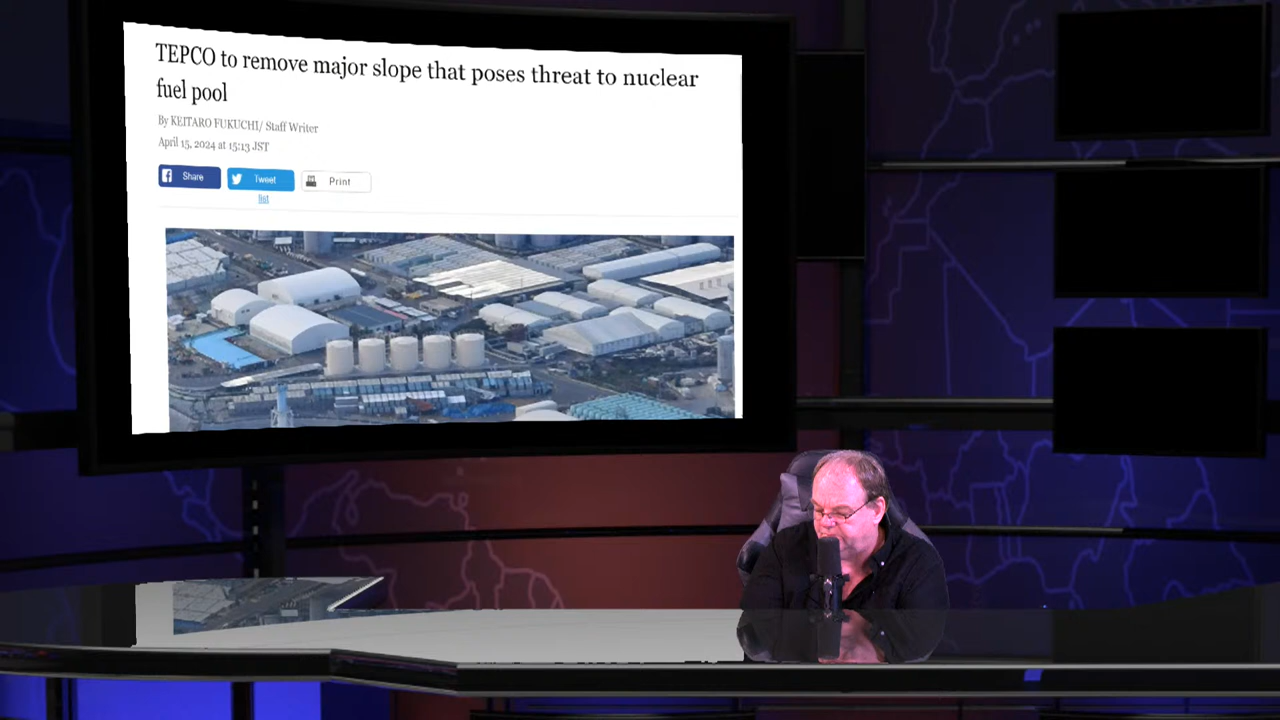 TEPCO to remove major slope that poses threat to nuclear
fuel pool
By KEITARO FUKUCHI/ Staff Writer
April 15, 2024 at 15:13 JST
Share
Tweet
Print
list